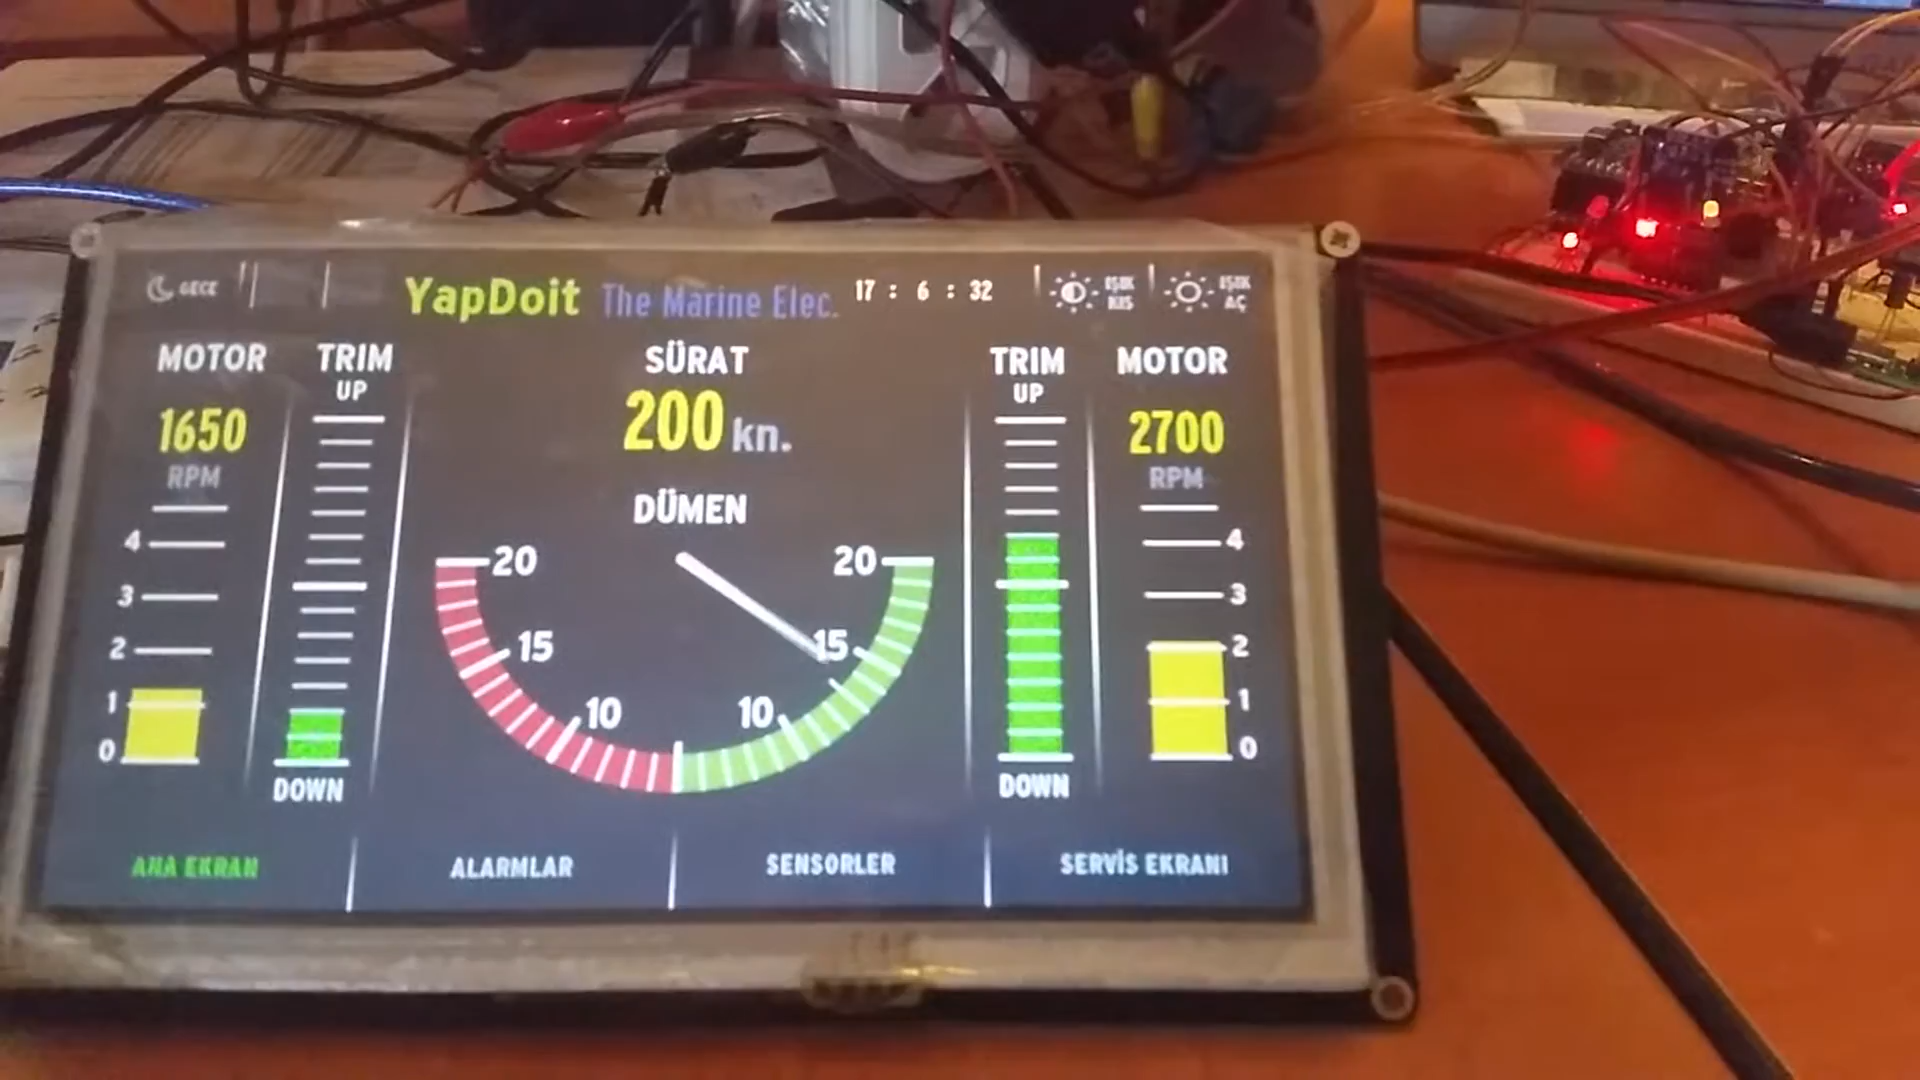 GECE
YapDoit The Marine Elec. 17 : 6 : 32
IŞIK KIS
IŞIK AÇ
MOTOR
1650
RPM
4
3
2
1
0
TRIM
UP
DOWN
SÜRAT
200 kn.
DÜMEN
20 20
15 15
10 10
TRIM
UP
DOWN
MOTOR
2700
RPM
4
3
2
1
0
ANA EKRAN ALARMLAR SENSORLER SERVİS EKRANI